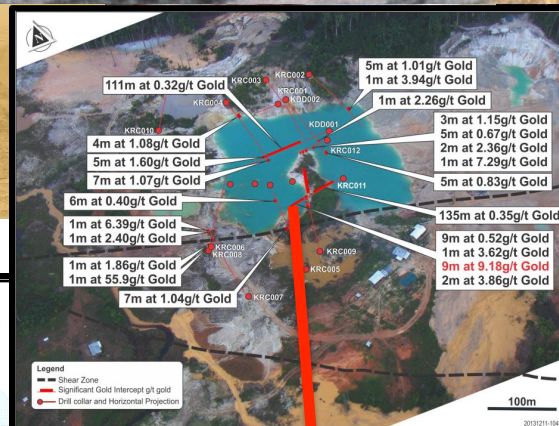 KRC002
5m at 1.01g/t Gold
1m at 3.94g/t Gold
KRC003
KRC001
111m at 0.32g/t Gold
KDD002
1m at 2.26g/t Gold
KRC004
3m at 1.15g/t Gold
5m at 0.67g/t Gold
2m at 2.36g/t Gold
1m at 7.29g/t Gold
KDD001
KRC010
4m at 1.08g/t Gold
KRC012
5m at 1.60g/t Gold
7m at 1.07g/t Gold
5m at 0.83g/t Gold
KRC011
6m at 0.40g/t Gold
135m at 0.35g/t Gold
1m at 6.39g/t Gold
1m at 2.40g/t Gold
9m at 0.52g/t Gold
1m at 3.62g/t Gold
9m at 9.18g/t Gold
2m at 3.86g/t Gold
KRC006
KRC008
KRC009
1m at 1.86g/t Gold
1m at 55.9g/t Gold
KRC005
7m at 1.04g/t Gold
KRC007
Legend
Shear Zone
Significant Gold Intercept g/t gold
Drill collar and Horizontal Projection
100m
20131211-104